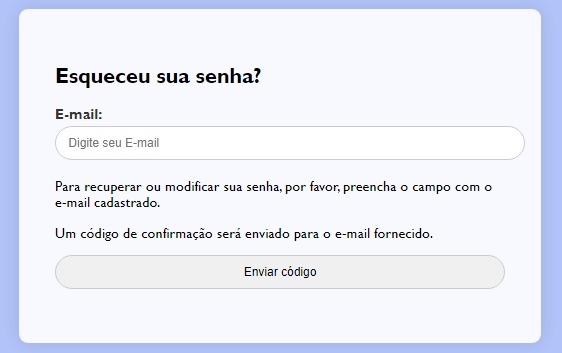 Esqueceu sua senha?
E-mail:
Digite seu E-mail
Para recuperar ou modificar sua senha, por favor, preencha o campo com o
e-mail cadastrado.
Um código de confirmação será enviado para o e-mail fornecido.
Enviar código